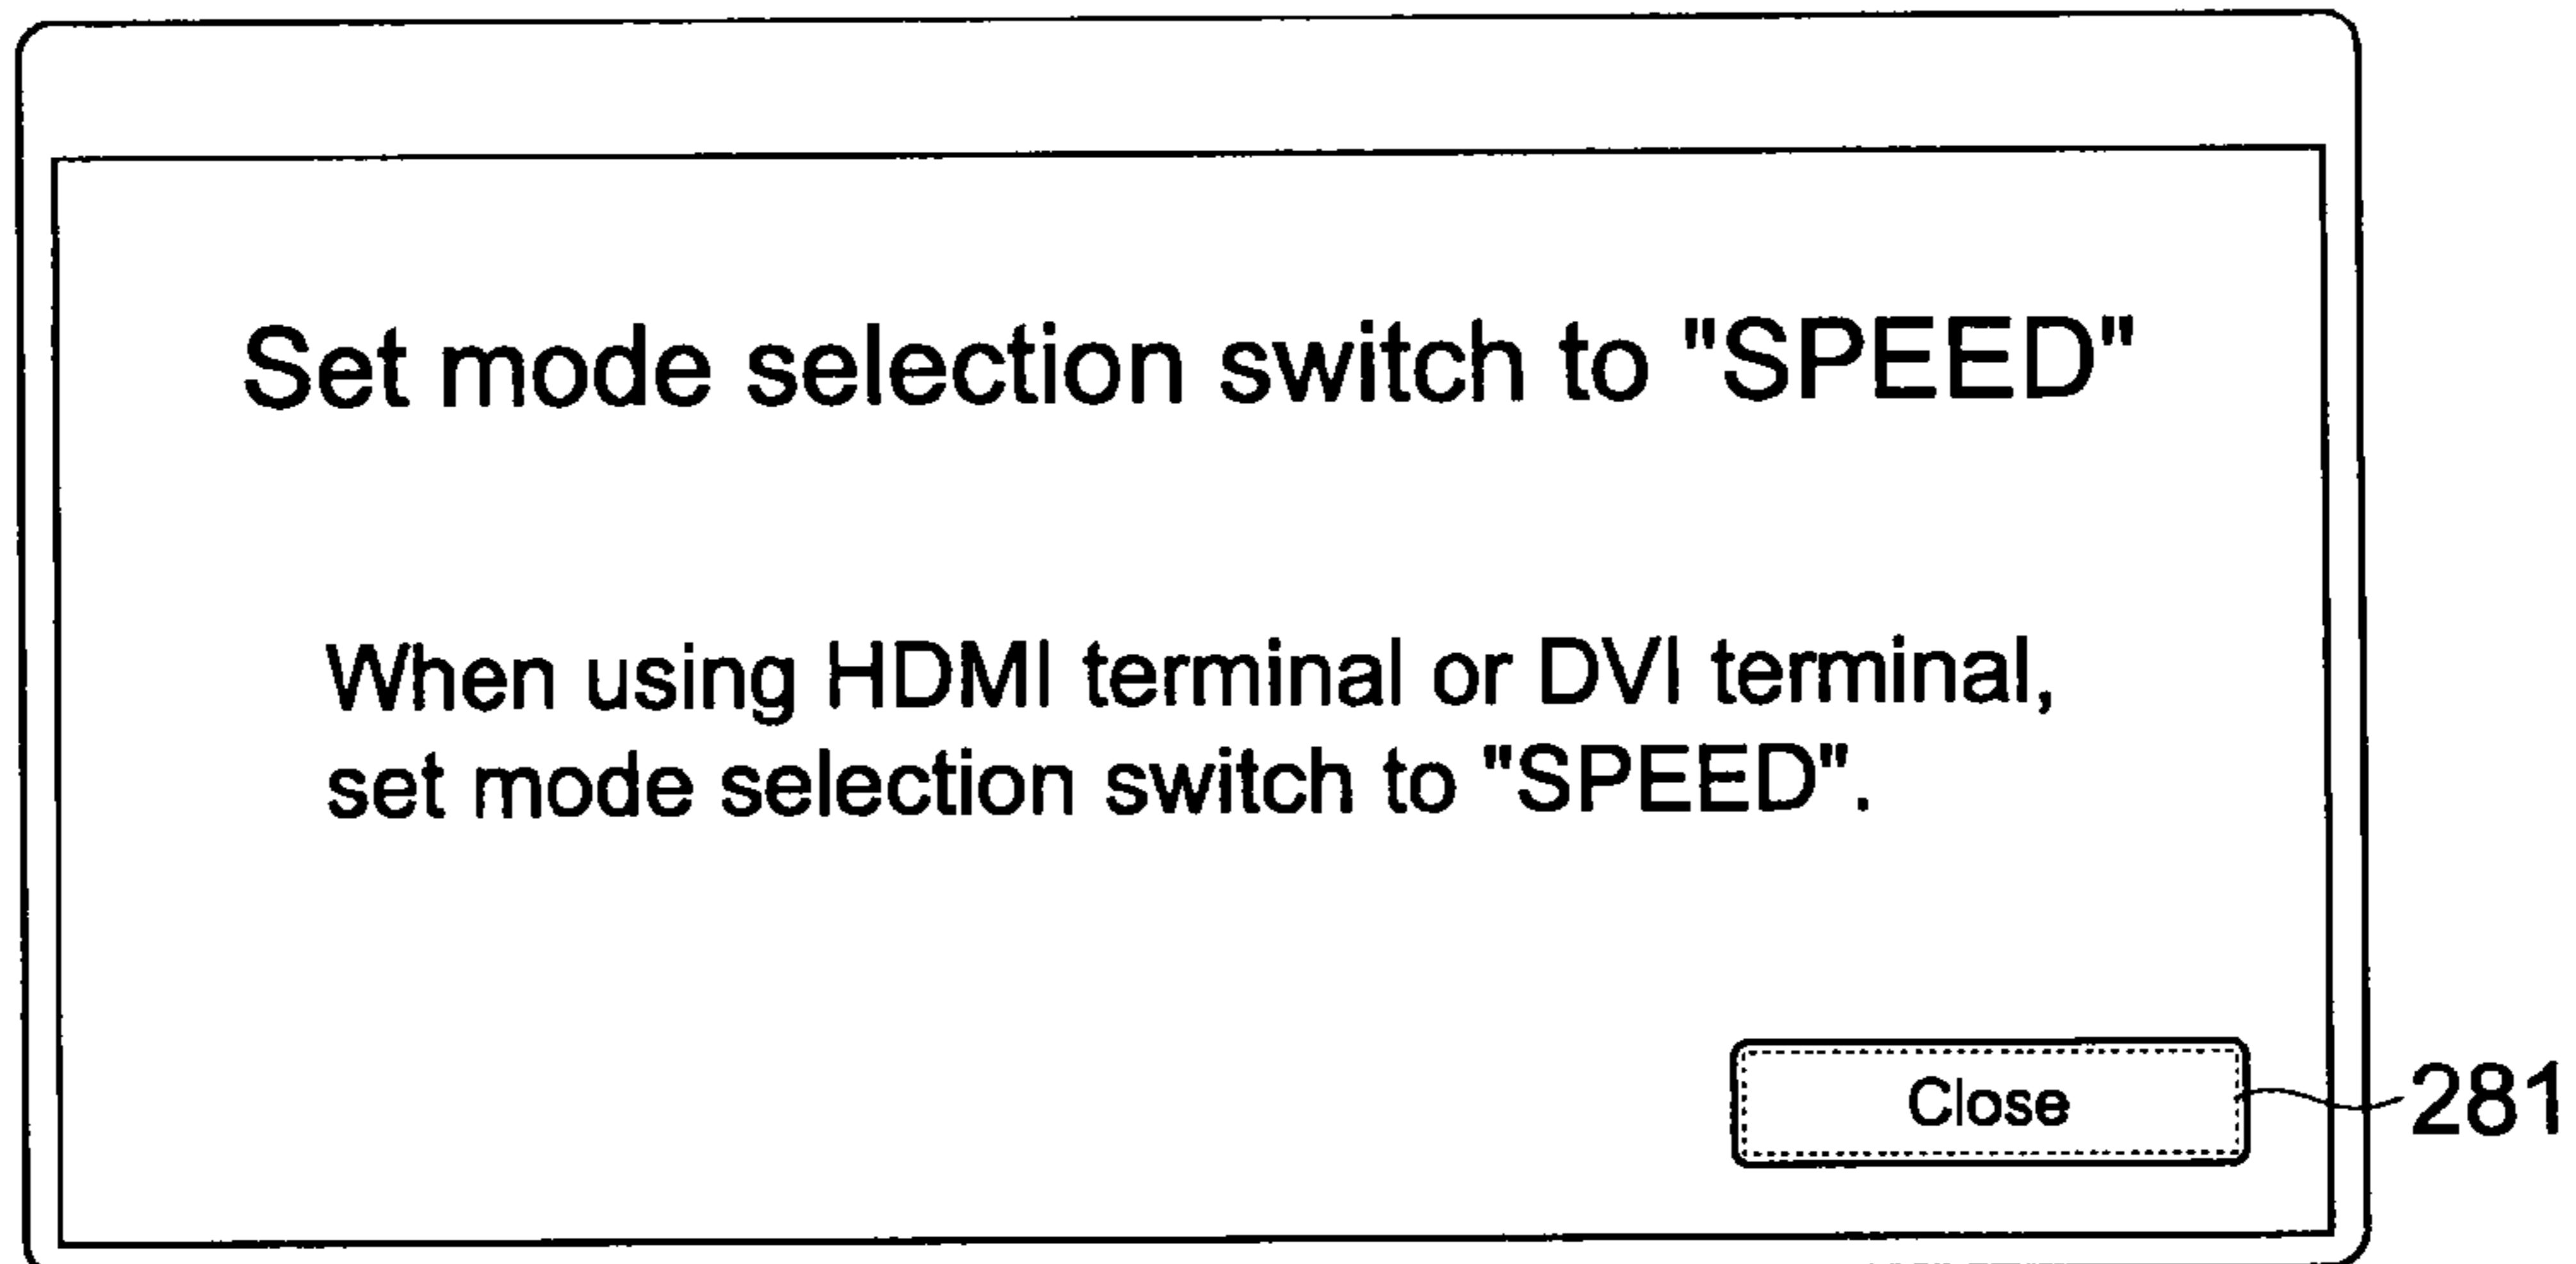 Set mode selection switch to "SPEED"
When using HDMI terminal or DVI terminal,
set mode selection switch to "SPEED".
Close
281